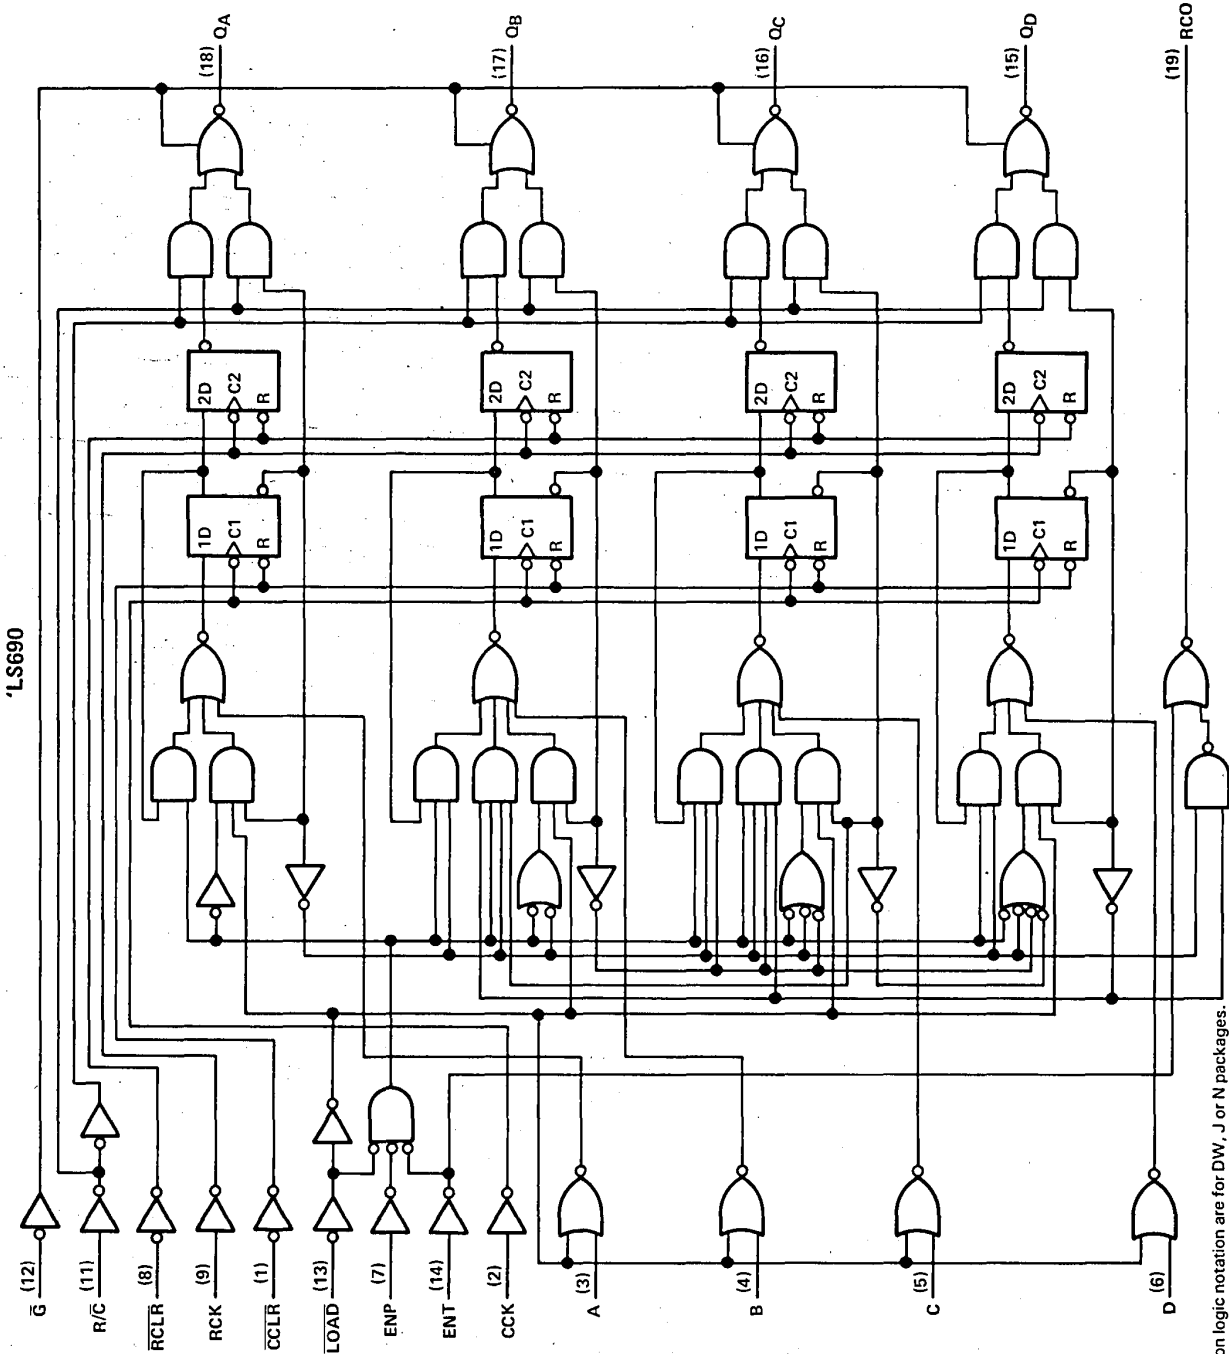 'LS690
G̅ (12)
R/C̅ (11)
R̅C̅L̅R̅ (8)
RCK (9)
C̅C̅L̅R̅ (1)
L̅O̅A̅D̅ (13)
ENP (7)
ENT (14)
CCK (2)
A (3)
B (4)
C (5)
D (6)
1D
C1
R
2D
C2
R
(18) QA
1D
C1
R
2D
C2
R
(17) QB
1D
C1
R
2D
C2
R
(16) QC
1D
C1
R
2D
C2
R
(15) QD
(19) RCO
on logic notation are for DW, J or N packages.